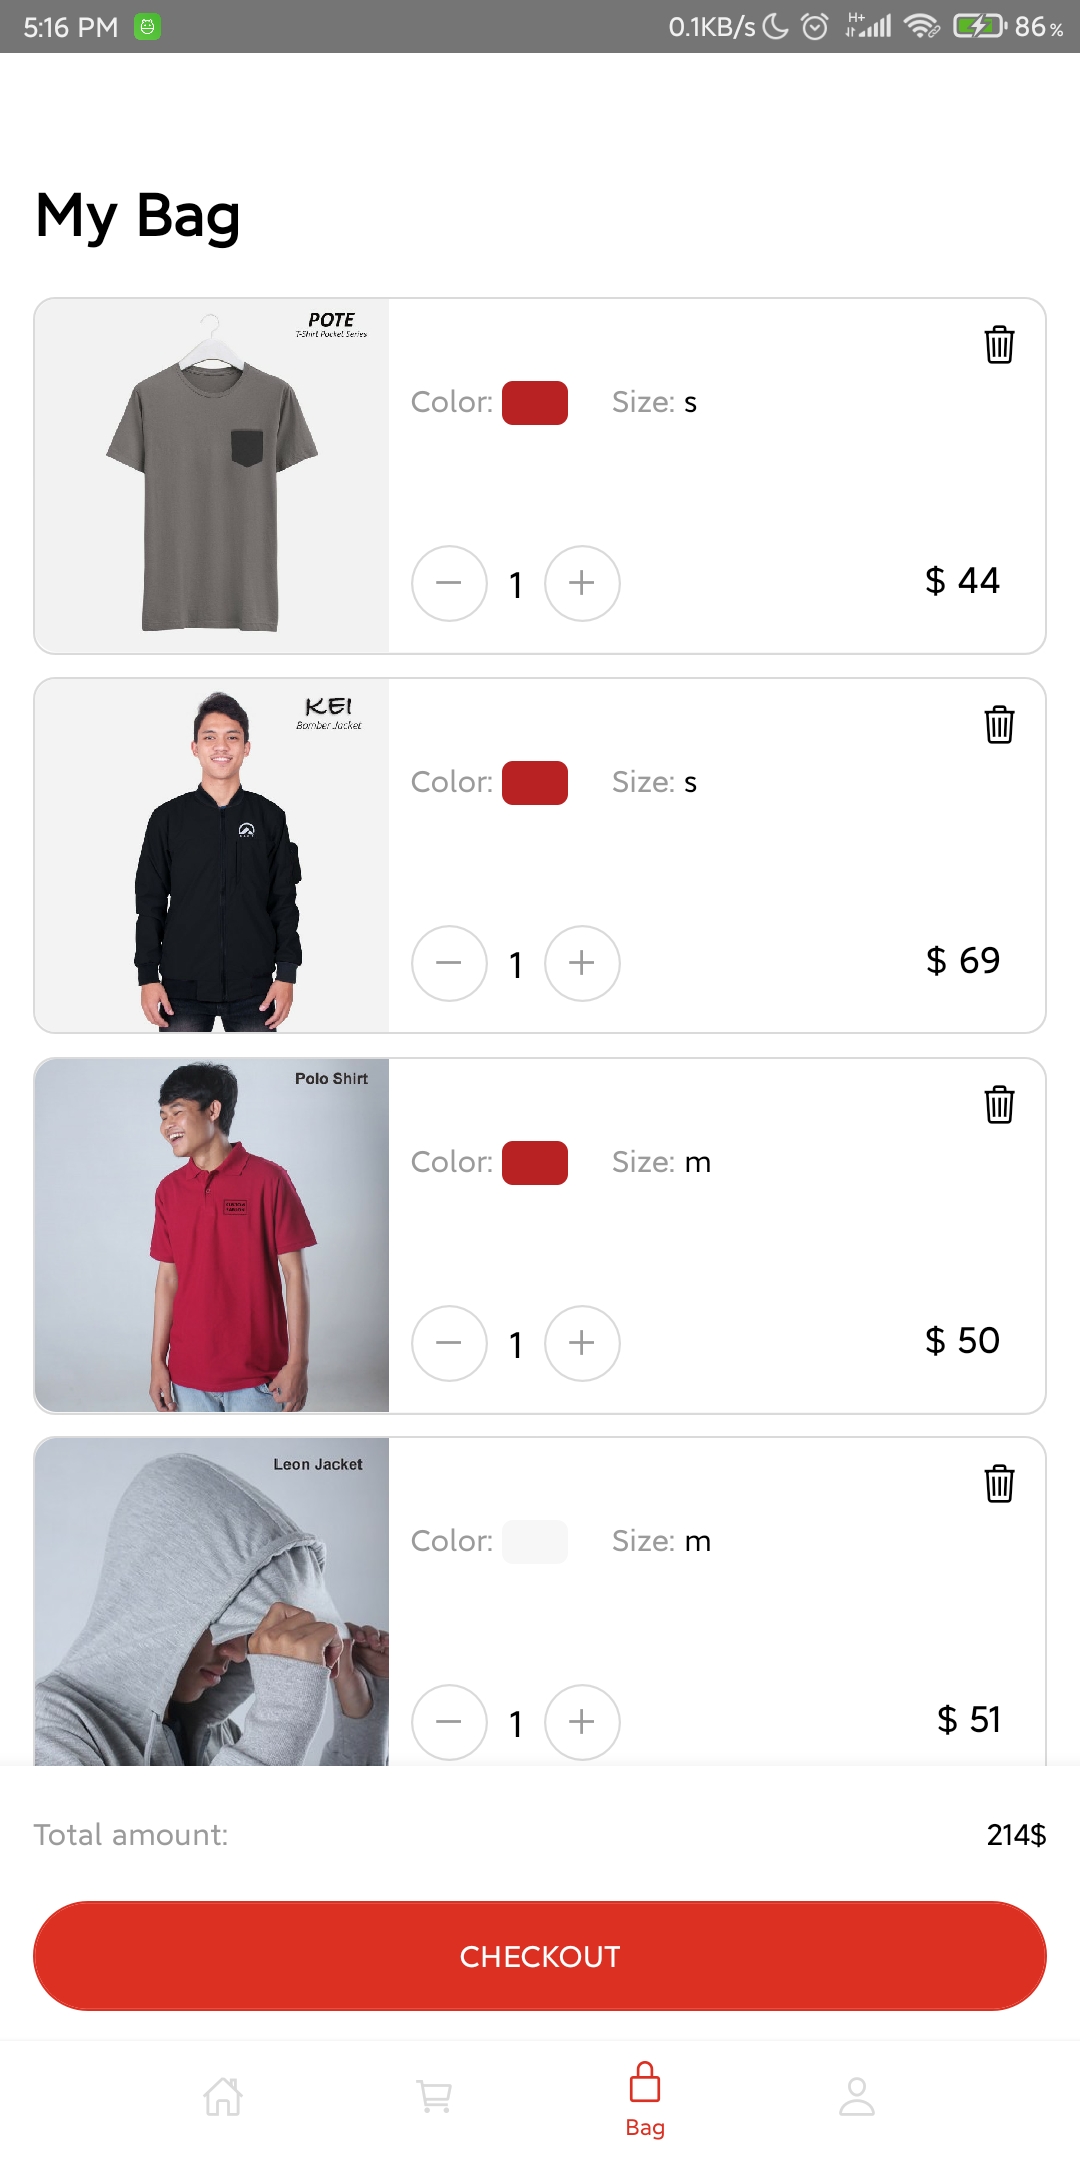 5:16 PM 0.1KB/s H+ 86%
My Bag
POTE
T-Shirt Pocket Series
Color: Size: s
1 $ 44
KEI
Bomber Jacket
Color: Size: s
1 $ 69
Polo Shirt
Color: Size: m
1 $ 50
Leon Jacket
Color: Size: m
1 $ 51
Total amount: 214$
CHECKOUT
Bag